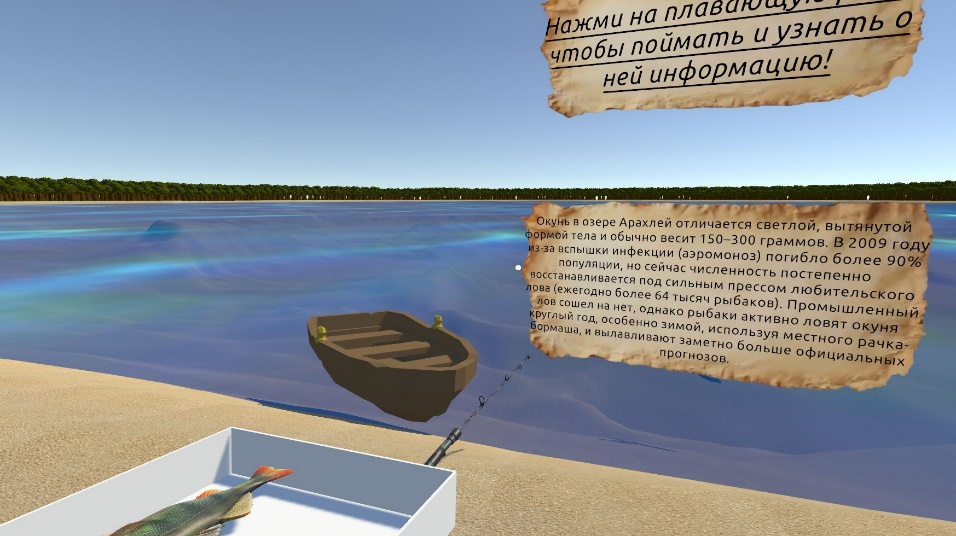 Нажми на плавающую
чтобы поймать и узнать о
ней информацию!
Окунь в озере Арахлей отличается светлой, вытянутой
формой тела и обычно весит 150–300 граммов. В 2009 году
из-за вспышки инфекции (аэромоноз) погибло более 90%
популяции, но сейчас численность постепенно
восстанавливается под сильным прессом любительского
лова (ежегодно более 64 тысяч рыбаков). Промышленный
лов сошел на нет, однако рыбаки активно ловят окуня
круглый год, особенно зимой, используя местного рачка-
бормаша, и вылавливают заметно больше официальных
прогнозов.